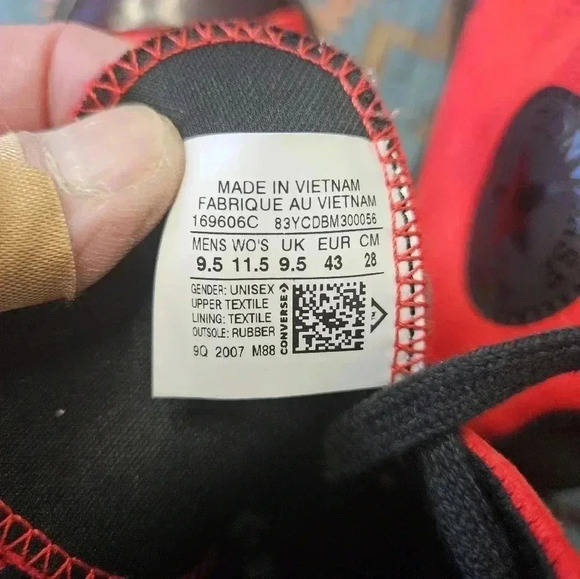 MADE IN VIETNAM
FABRIQUE AU VIETNAM
169606C 83YCDBM300056
MENS WO'S UK EUR CM
9.5 11.5 9.5 43 28
GENDER: UNISEX
UPPER TEXTILE
LINING: TEXTILE
OUTSOLE: RUBBER
9Q 2007 M88
CONVERSE